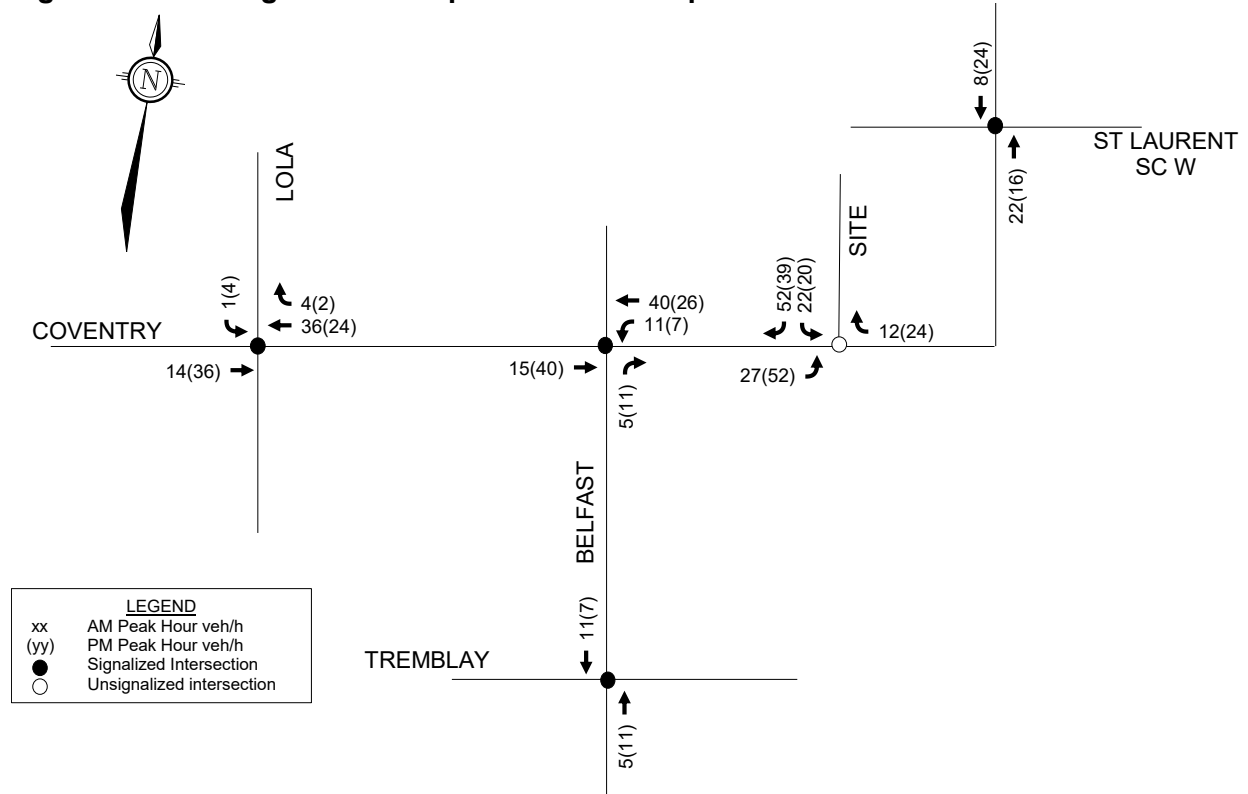 N
8(24)
ST LAURENT
SC W
22(16)
LOLA
SITE
1(4)
4(2)
36(24)
COVENTRY
14(36)
40(26)
11(7)
15(40)
5(11)
52(39)
22(20)
12(24)
27(52)
BELFAST
11(7)
TREMBLAY
5(11)
LEGEND
xx AM Peak Hour veh/h
(yy) PM Peak Hour veh/h
Signalized Intersection
Unsignalized intersection